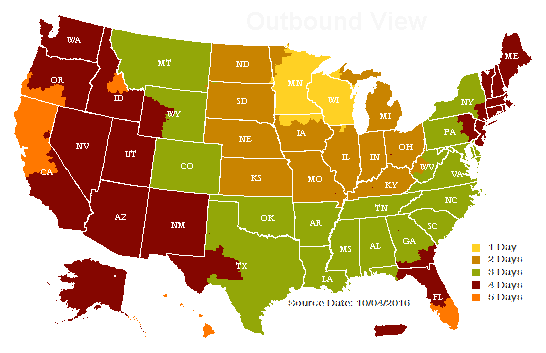 Outbound View
WA
ME
MT
ND
MN
OR
ID
WI
SD
NY
WY
MI
IA
PA
NE
OH
IL
IN
NV
UT
WV
CO
VA
CA
KS
MO
KY
NC
TN
OK
AR
SC
AZ
NM
MS
AL
GA
TX
LA
FL
1 Day
2 Days
3 Days
4 Days
5 Days
Source Date: 10/04/2016